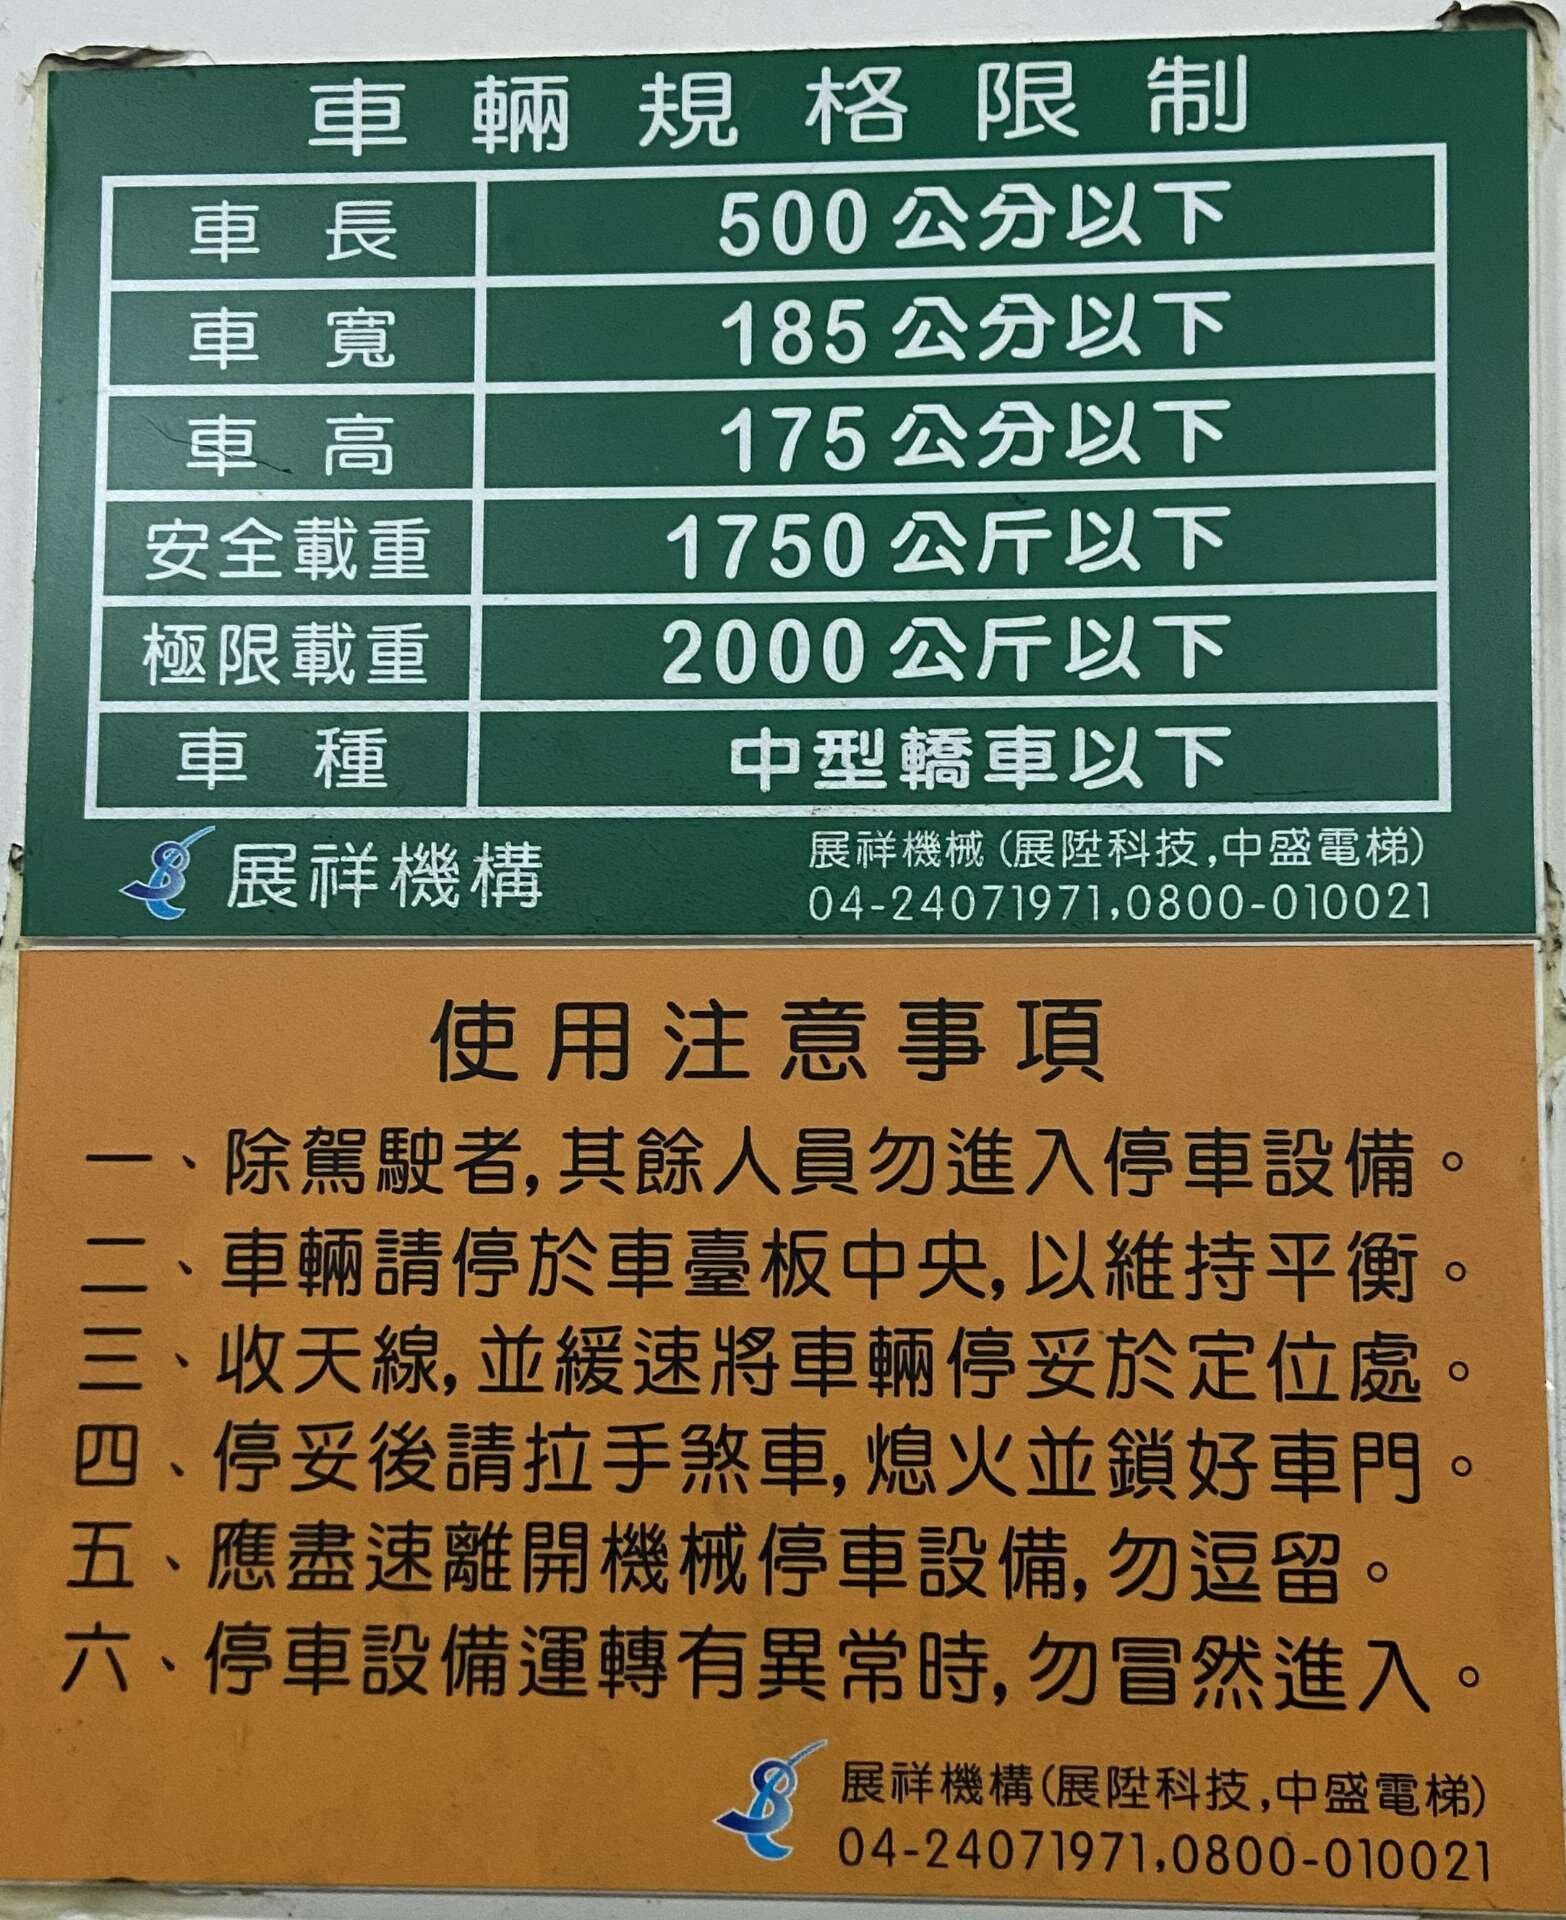 車輛規格限制
車長 500公分以下
車寬 185公分以下
車高 175公分以下
安全載重 1750公斤以下
極限載重 2000公斤以下
車種 中型轎車以下
展祥機構
展祥機械(展陞科技,中盛電梯)
04-24071971,0800-010021
使用注意事項
一、除駕駛者,其餘人員勿進入停車設備。
二、車輛請停於車臺板中央,以維持平衡。
三、收天線,並緩速將車輛停妥於定位處。
四、停妥後請拉手煞車,熄火並鎖好車門。
五、應盡速離開機械停車設備,勿逗留。
六、停車設備運轉有異常時,勿冒然進入。
展祥機構(展陞科技,中盛電梯)
04-24071971,0800-010021